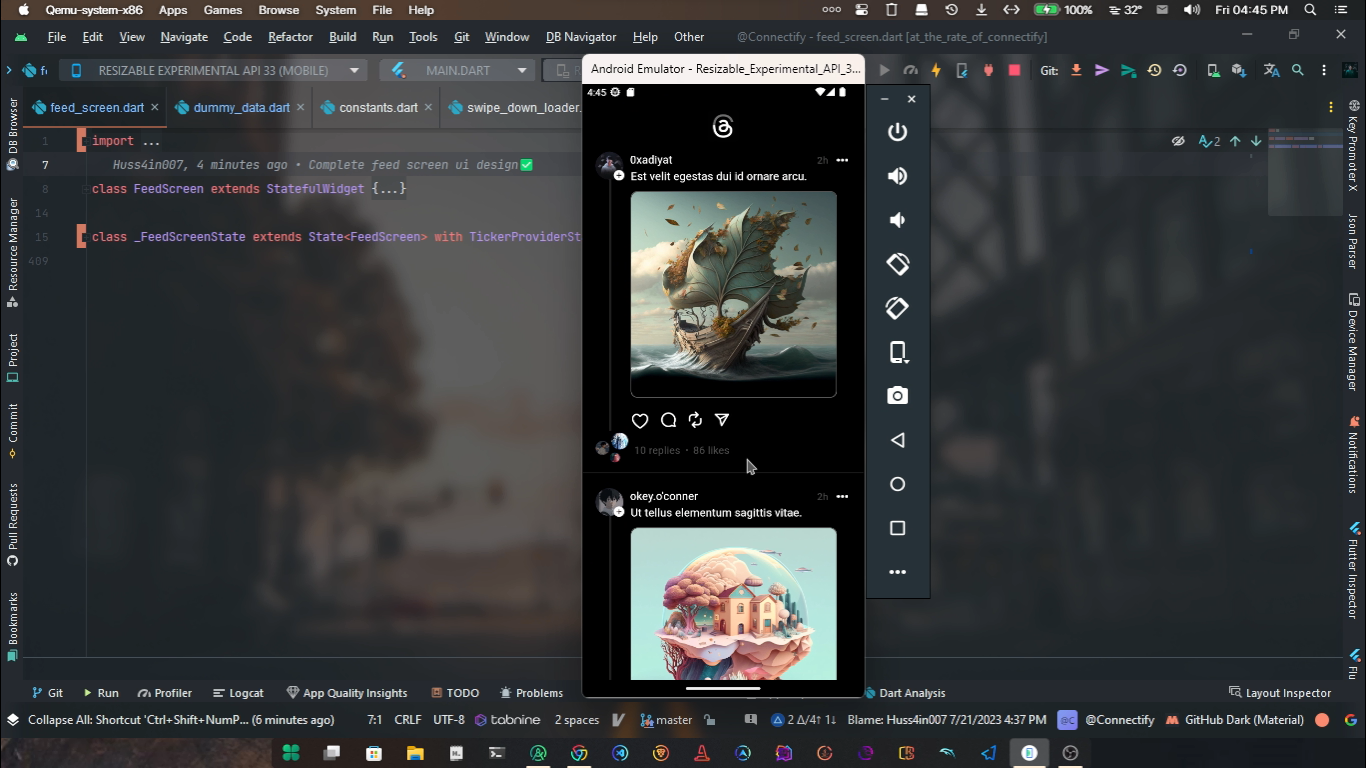 Qemu-system-x86 Apps Games Browse System File Help
100% 32° Fri 04:45 PM
File Edit View Navigate Code Refactor Build Run Tools Git Window DB Navigator Help Other @Connectify - feed_screen.dart [at_the_rate_of_connectify]
RESIZABLE EXPERIMENTAL API 33 (MOBILE) MAIN.DART Git:
Android Emulator - Resizable_Experimental_API_3...
feed_screen.dart dummy_data.dart constants.dart swipe_down_loader.
1 import ...
7 Huss4in007, 4 minutes ago • Complete feed screen ui design✅
8 class FeedScreen extends StatefulWidget {...}
14
15 class _FeedScreenState extends State<FeedScreen> with TickerProviderSt
409
2
4:45
0xadiyat 2h
Est velit egestas dui id ornare arcu.
10 replies • 86 likes
okey.o'conner 2h
Ut tellus elementum sagittis vitae.
DB Browser
Resource Manager
Project
Commit
Pull Requests
Bookmarks
Key Promoter X
Json Parser
Device Manager
Notifications
Flutter Inspector
Flu
Git Run Profiler Logcat App Quality Insights TODO Problems Dart Analysis Layout Inspector
Collapse All: Shortcut 'Ctrl+Shift+NumP... (6 minutes ago) 7:1 CRLF UTF-8 tabnine 2 spaces master 2 Δ/4↑ 1↓ Blame: Huss4in007 7/21/2023 4:37 PM @Connectify GitHub Dark (Material)